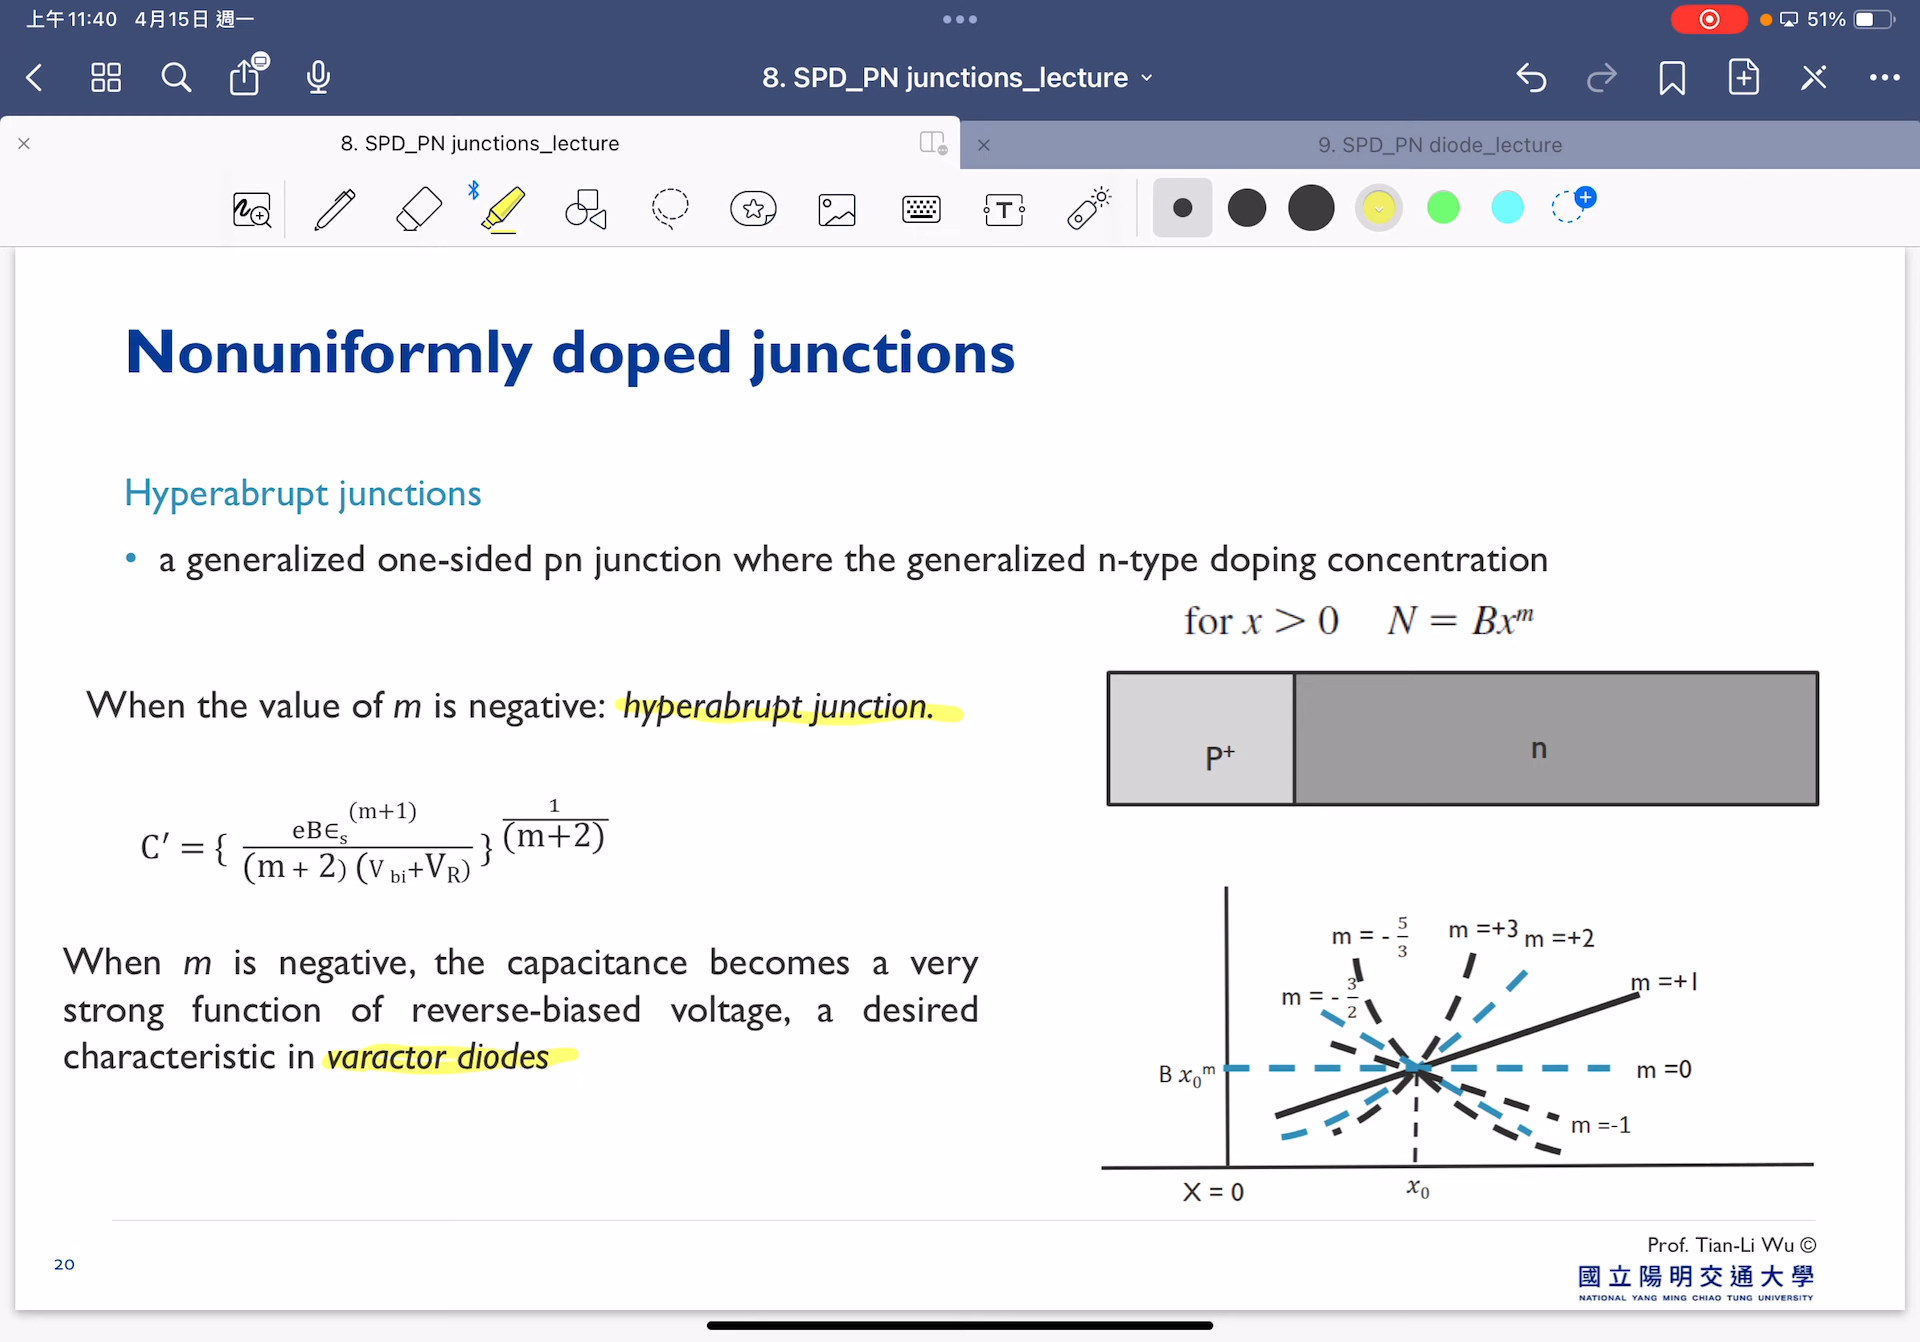 上午11:40 4月15日 週一
51%
8. SPD_PN junctions_lecture
8. SPD_PN junctions_lecture
9. SPD_PN diode_lecture
T
Nonuniformly doped junctions
Hyperabrupt junctions
• a generalized one-sided pn junction where the generalized n-type doping concentration
for x > 0 N = Bx^m
When the value of m is negative: hyperabrupt junction.
P+
n
C′ = { eB∈s^(m+1) / (m + 2) (V bi+VR) } ^ 1/(m+2)
When m is negative, the capacitance becomes a very
strong function of reverse-biased voltage, a desired
characteristic in varactor diodes
m = - 5/3
m =+3
m =+2
m = - 3/2
m =+1
B x0^m
m =0
m =-1
X = 0
x0
20
Prof. Tian-Li Wu ©
國立陽明交通大學
NATIONAL YANG MING CHIAO TUNG UNIVERSITY